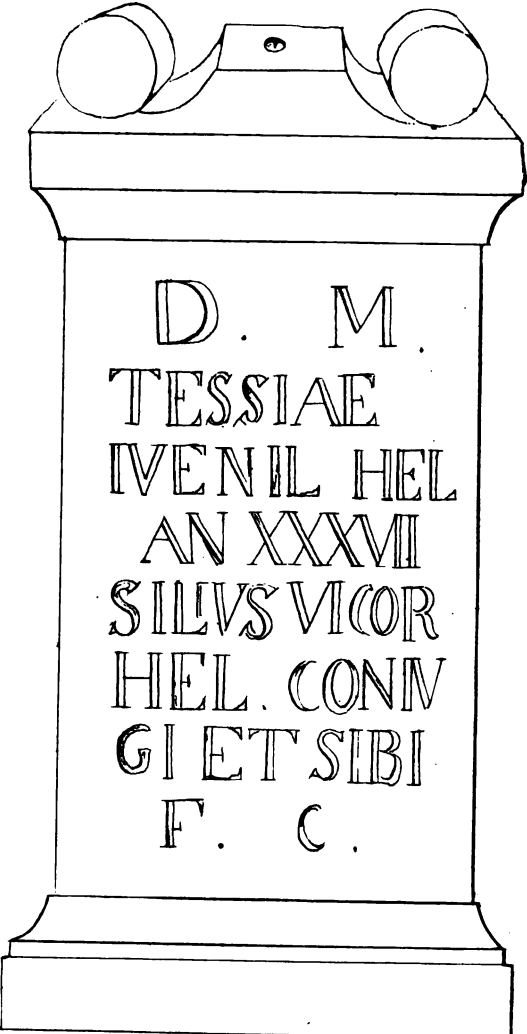 D . M .
TESSIAE
IVENIL HEL
AN XXXVII
SILIVS VICOR
HEL . CONIV
GI ET SIBI
F . C .